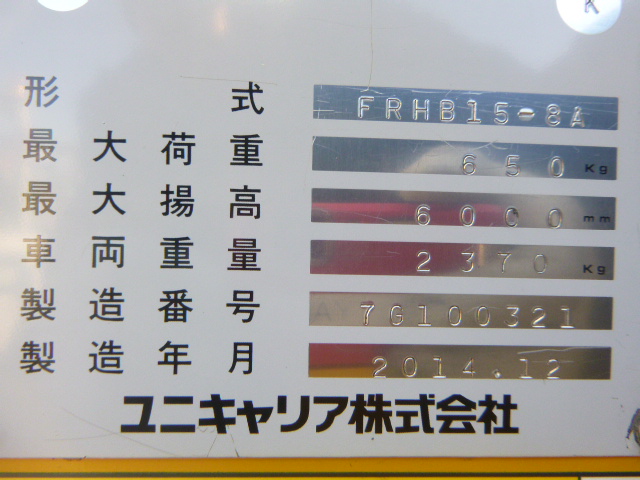 K
形式 FRHB15-8A
最大荷重 650 Kg
最大揚高 6000 mm
車両重量 2370 Kg
製造番号 7G100321
製造年月 2014.12
ユニキャリア株式会社